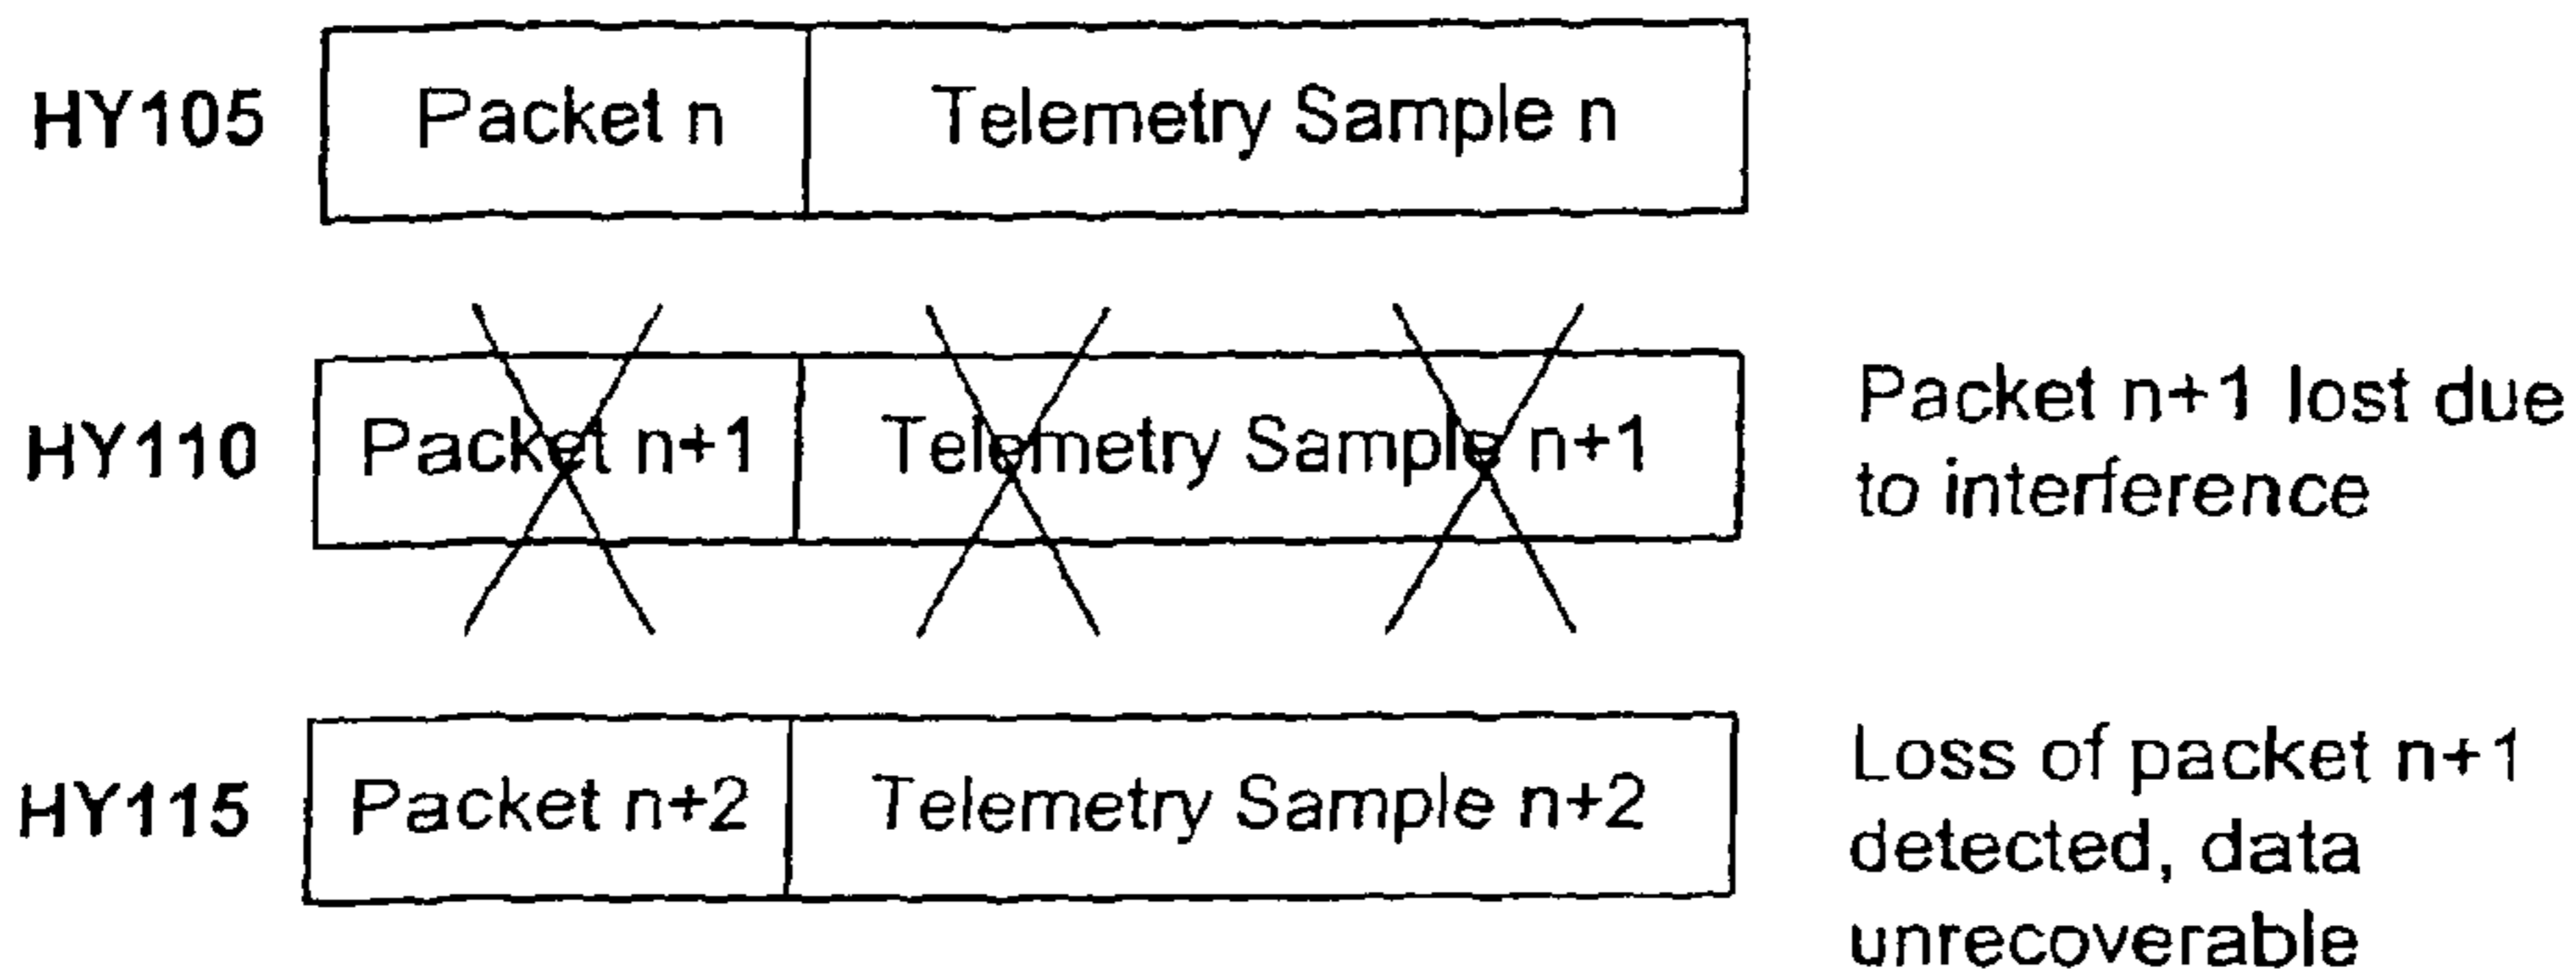 HY105 Packet n Telemetry Sample n
HY110 Packet n+1 Telemetry Sample n+1
Packet n+1 lost due
to interference
HY115 Packet n+2 Telemetry Sample n+2
Loss of packet n+1
detected, data
unrecoverable